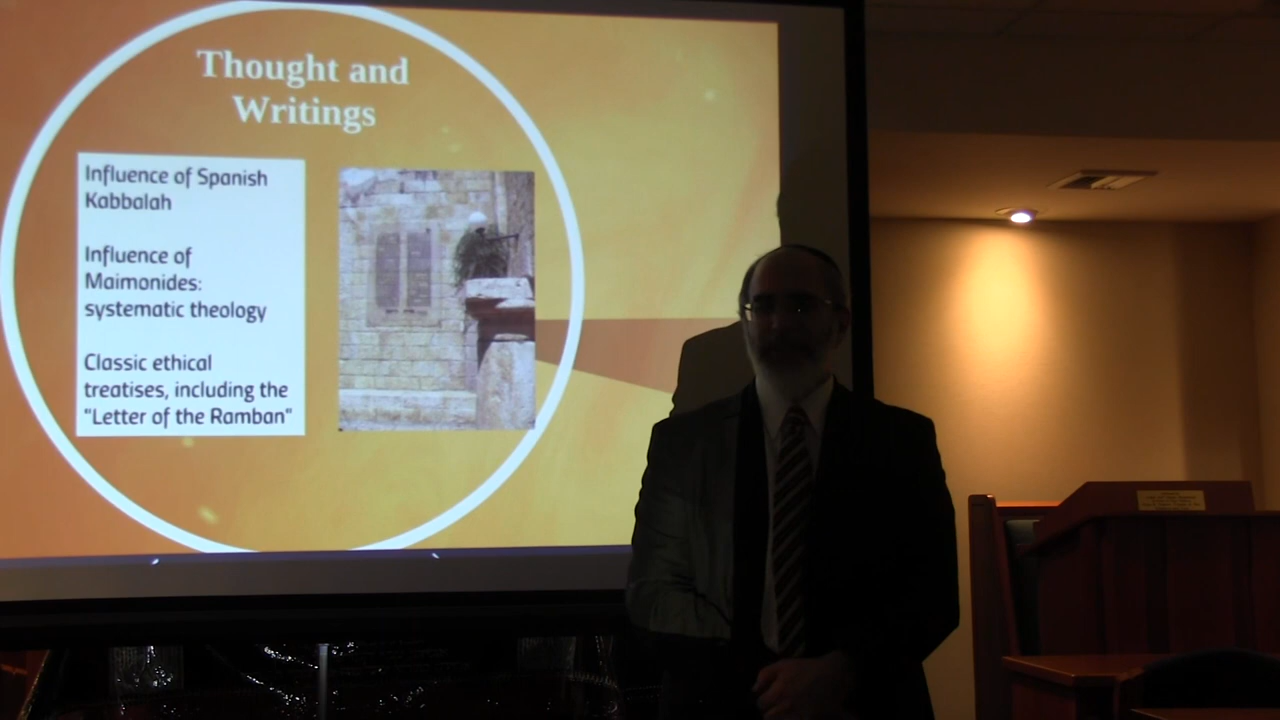 Thought and
Writings
Influence of Spanish
Kabbalah
Influence of
Maimonides:
systematic theology
Classic ethical
treatises, including the
"Letter of the Ramban"